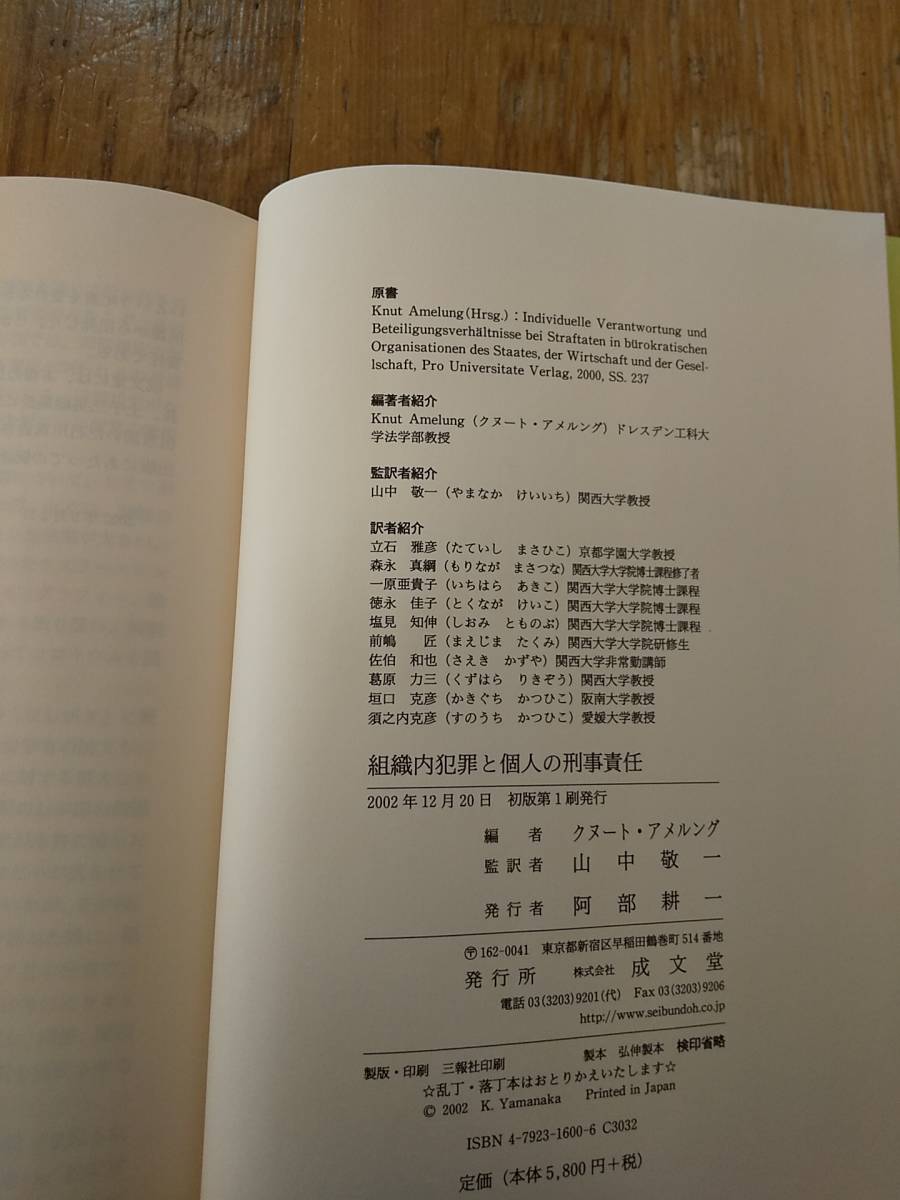 原書
Knut Amelung(Hrsg.)：Individuelle Verantwortung und
Beteiligungsverhältnisse bei Straftaten in bürokratischen
Organisationen des Staates, der Wirtschaft und der Gesel-
lschaft, Pro Universitate Verlag, 2000, SS. 237
編著者紹介
Knut Amelung（クヌート・アメルング）ドレスデン工科大
学法学部教授
監訳者紹介
山中　敬一（やまなか　けいいち）関西大学教授
訳者紹介
立石　雅彦（たていし　まさひこ）京都学園大学教授
森永　真綱（もりなが　まさつな）関西大学大学院博士課程修了者
一原亜貴子（いちはら　あきこ）関西大学大学院博士課程
徳永　佳子（とくなが　けいこ）関西大学大学院博士課程
塩見　知伸（しおみ　とものぶ）関西大学大学院博士課程
前嶋　　匠（まえじま　たくみ）関西大学大学院研修生
佐伯　和也（さえき　かずや）関西大学非常勤講師
葛原　力三（くずはら　りきぞう）関西大学教授
垣口　克彦（かきぐち　かつひこ）阪南大学教授
須之内克彦（すのうち　かつひこ）愛媛大学教授
組織内犯罪と個人の刑事責任
2002年12月20日　初版第1刷発行
編　者　クヌート・アメルング
監訳者　山　中　敬　一
発行者　阿　部　耕　一
〒162-0041　東京都新宿区早稲田鶴巻町514番地
発行所　株式会社　成文堂
電話 03(3203)9201(代)　Fax 03(3203)9206
http://www.seibundoh.co.jp
製版・印刷　三報社印刷　　製本　弘伸製本　検印省略
☆乱丁・落丁本はおとりかえいたします☆
© 2002　K. Yamanaka　Printed in Japan
ISBN 4-7923-1600-6 C3032
定価（本体5,800円＋税）